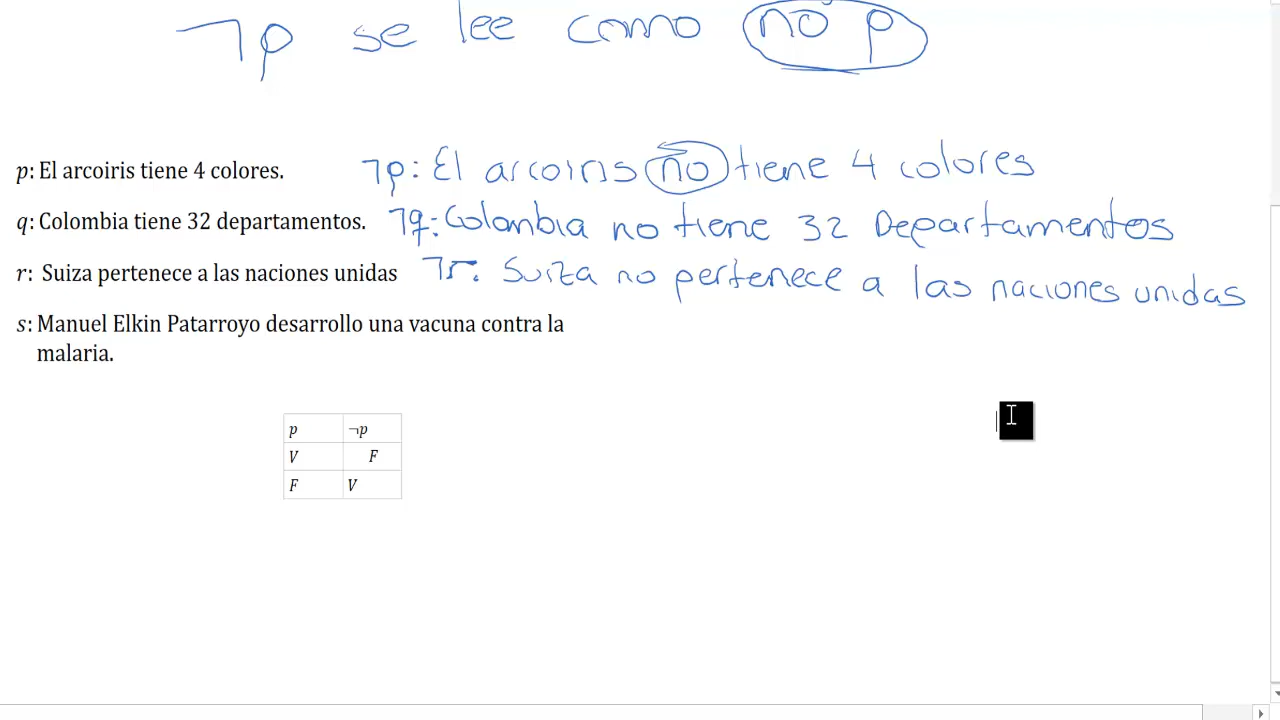 ¬p se lee como no p
p: El arcoiris tiene 4 colores. ¬p: El arcoiris no tiene 4 colores
q: Colombia tiene 32 departamentos. ¬q: Colombia no tiene 32 Departamentos
r: Suiza pertenece a las naciones unidas ¬r: Suiza no pertenece a las naciones unidas
s: Manuel Elkin Patarroyo desarrollo una vacuna contra la
malaria.
p ¬p
V F
F V